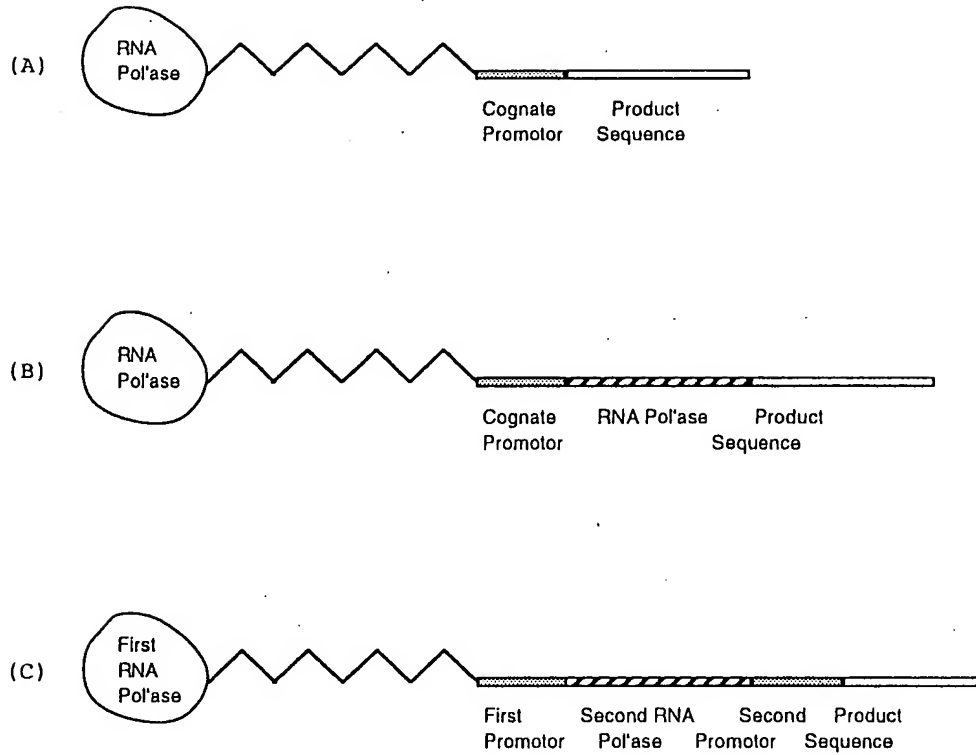 (A)
RNA
Pol'ase
Cognate Product
Promotor Sequence
(B)
RNA
Pol'ase
Cognate RNA Pol'ase Product
Promotor Sequence
(C)
First
RNA
Pol'ase
First Second RNA Second Product
Promotor Pol'ase Promotor Sequence